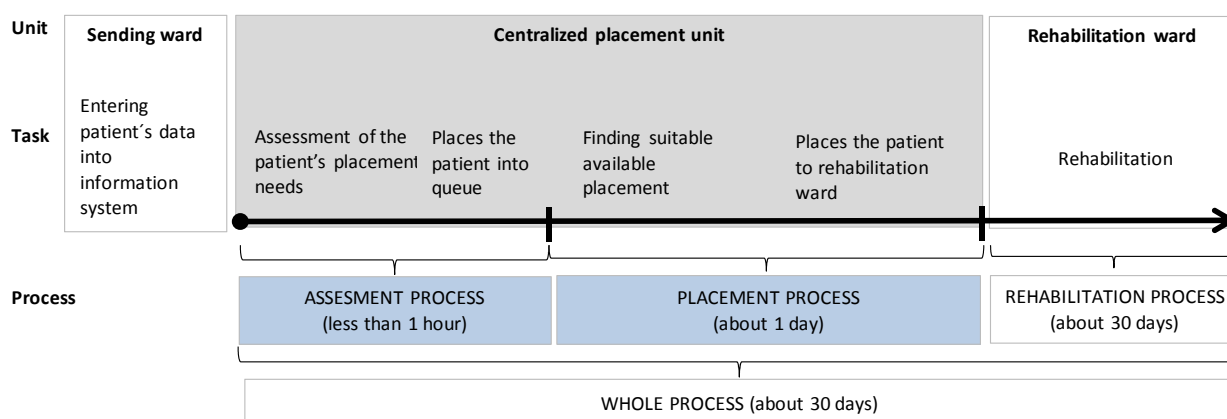 Unit
Sending ward
Centralized placement unit
Rehabilitation ward
Task
Entering
patient´s data
into
information
system
Assessment of the
patient’s placement
needs
Places the
patient into
queue
Finding suitable
available
placement
Places the patient
to rehabilitation
ward
Rehabilitation
Process
ASSESMENT PROCESS
(less than 1 hour)
PLACEMENT PROCESS
(about 1 day)
REHABILITATION PROCESS
(about 30 days)
WHOLE PROCESS (about 30 days)